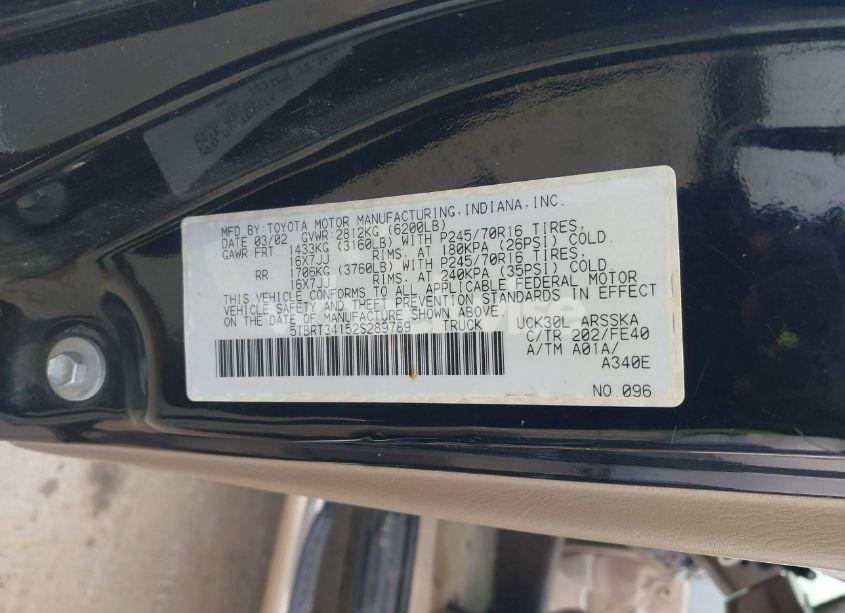 MFD.BY:TOYOTA MOTOR MANUFACTURING,INDIANA,INC.
DATE 03/02 GVWR:2812KG (6200LB)
GAWR:FRT. 1433KG (3160LB) WITH P245/70R16 TIRES.
16X7JJ RIMS. AT 180KPA (26PSI) COLD.
RR. 1706KG (3760LB) WITH P245/70R16 TIRES.
16X7JJ RIMS. AT 240KPA (35PSI) COLD.
THIS VEHICLE CONFORMS TO ALL APPLICABLE FEDERAL MOTOR
VEHICLE SAFETY AND THEFT PREVENTION STANDARDS IN EFFECT
ON THE DATE OF MANUFACTURE SHOWN ABOVE.
5TBRT34152S289789 TRUCK UCK30L ARSSKA
C/TR 202/FE40
A/TM A01A/
A340E
NO.096